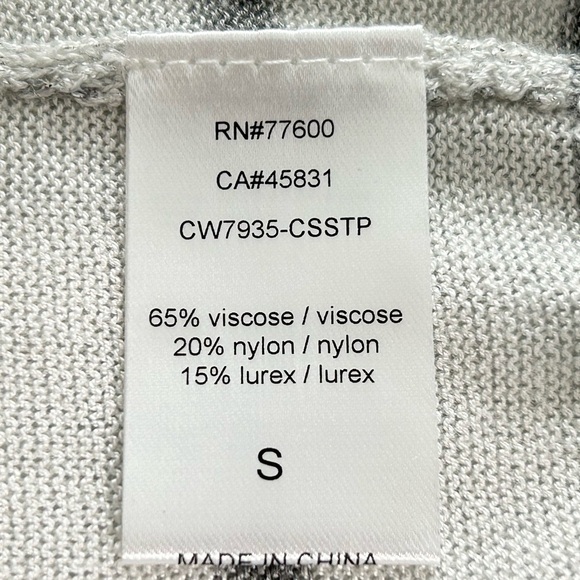 RN#77600
CA#45831
CW7935-CSSTP
65% viscose / viscose
20% nylon / nylon
15% lurex / lurex
S
MADE IN CHINA